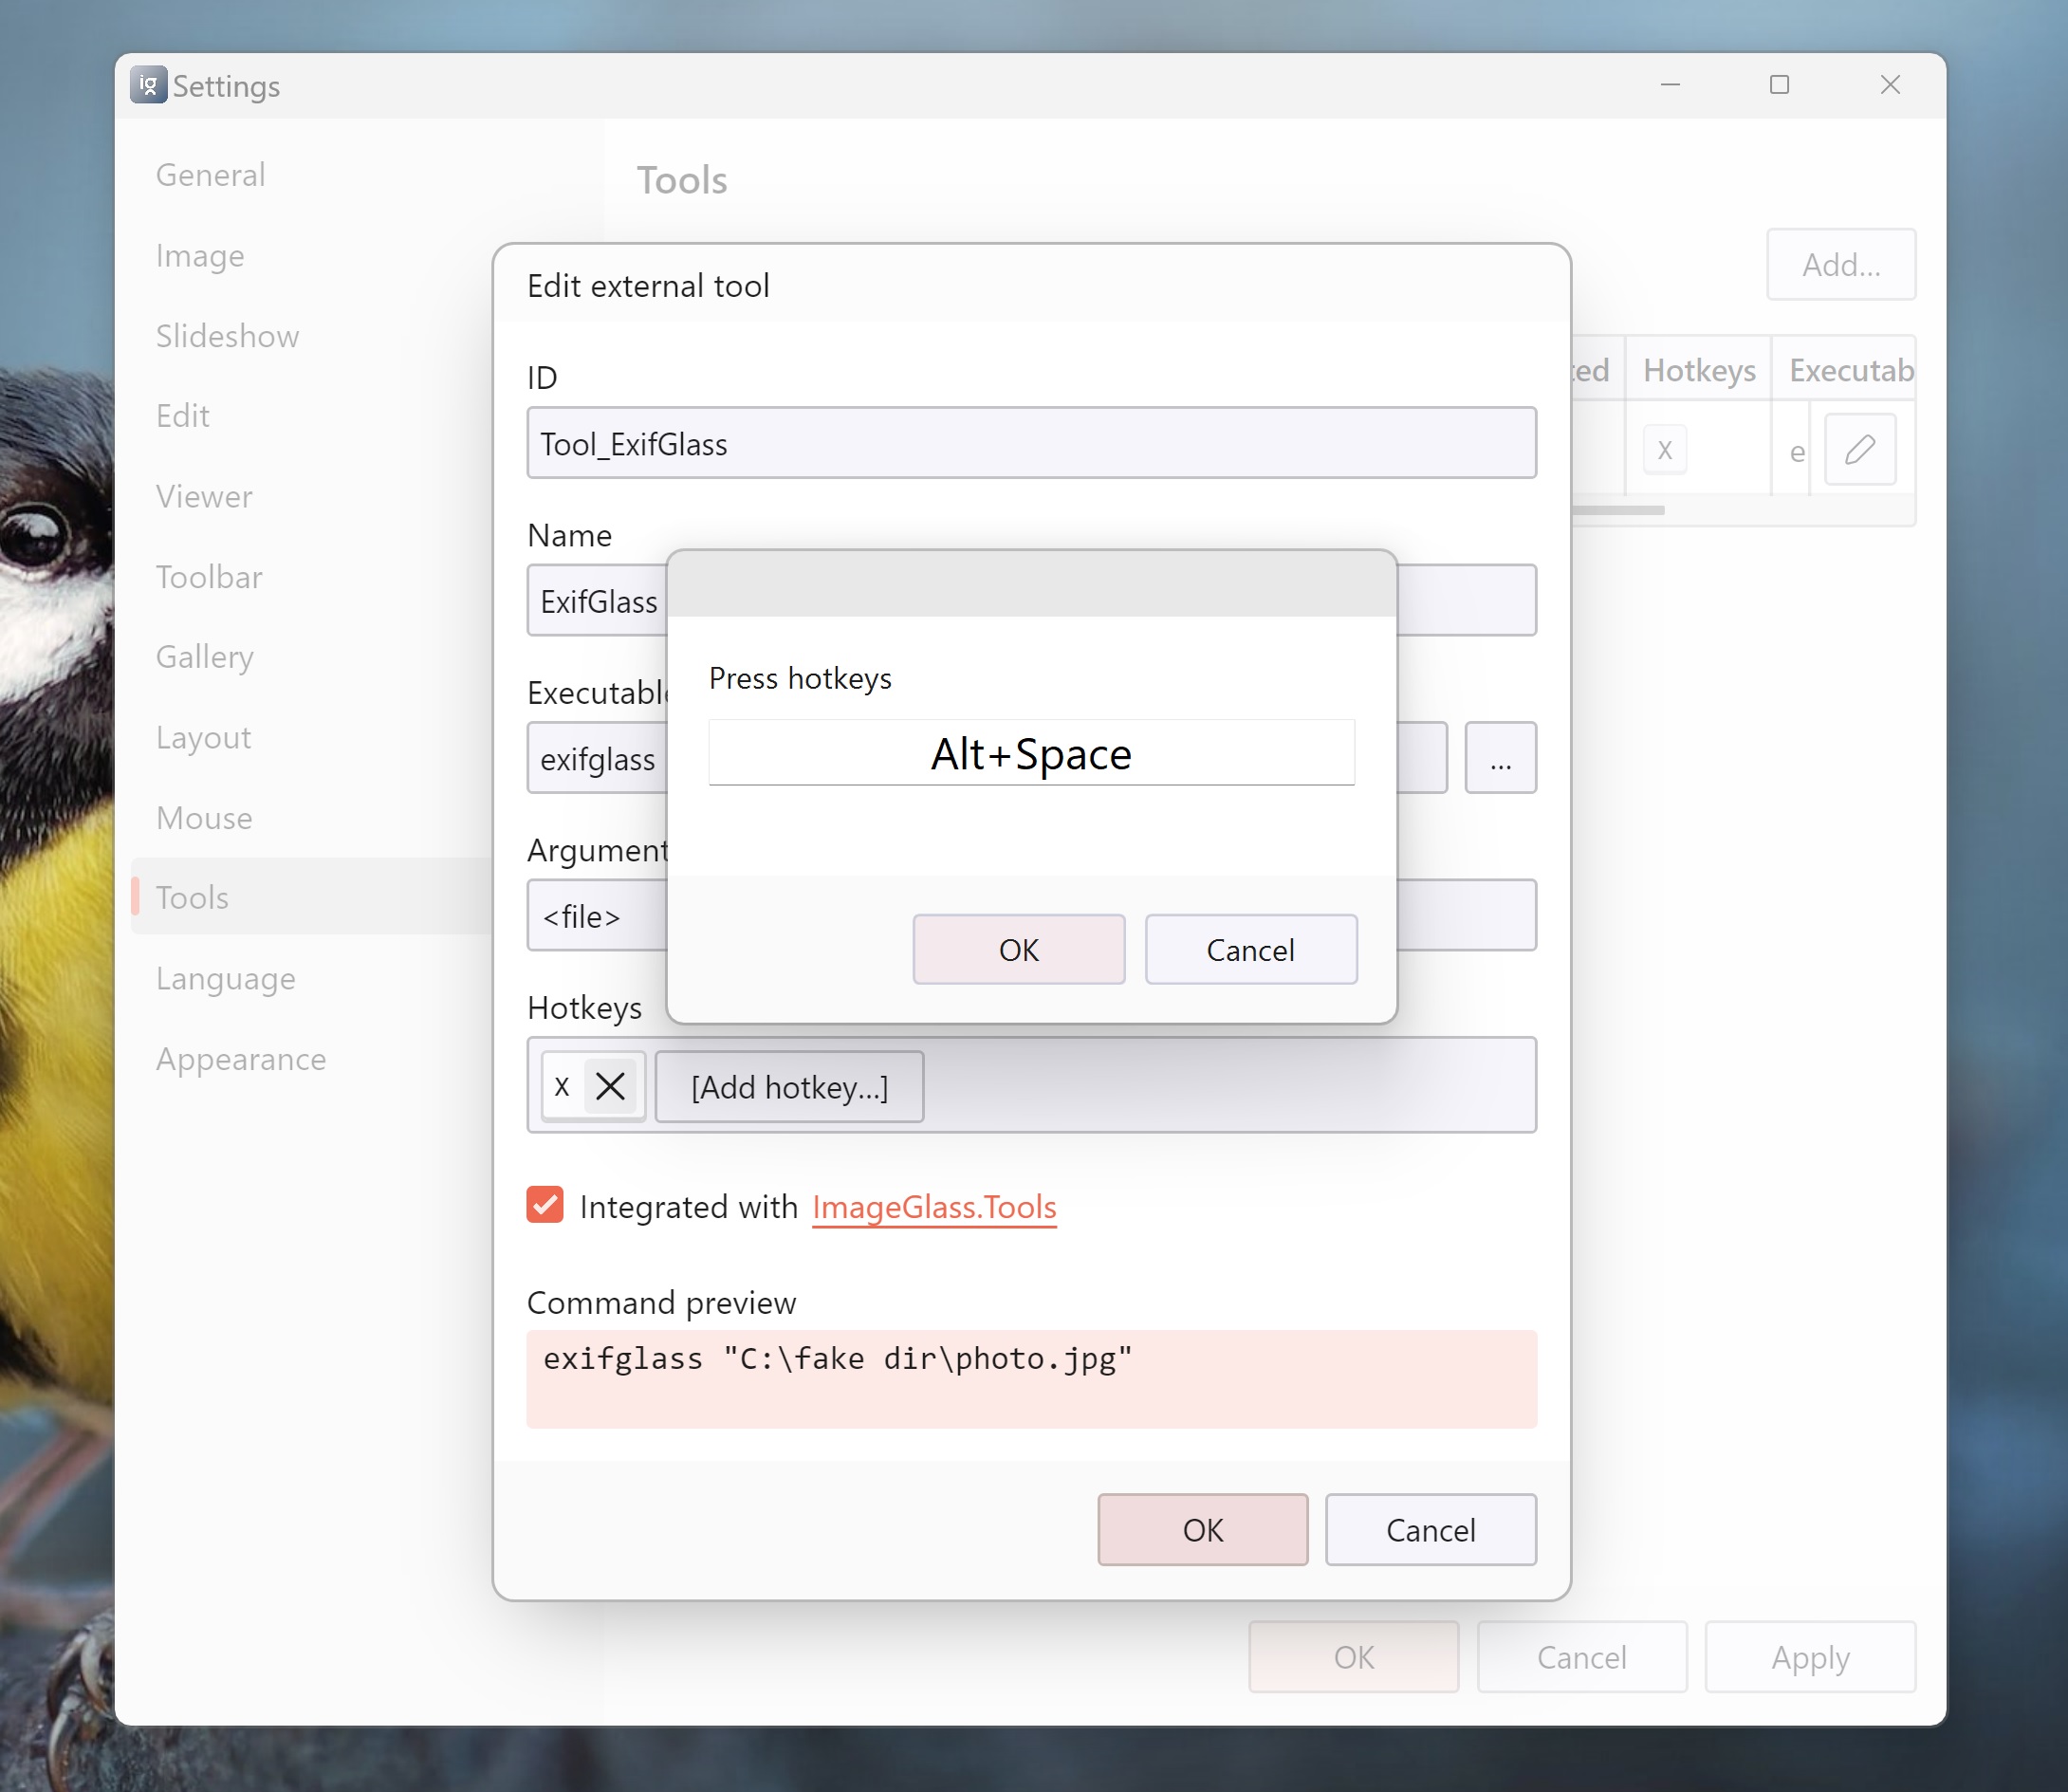 ig Settings
General
Image
Slideshow
Edit
Viewer
Toolbar
Gallery
Layout
Mouse
Tools
Language
Appearance
Tools
Add...
ted Hotkeys Executab
X e
Edit external tool
ID
Tool_ExifGlass
Name
ExifGlass
Executable
exifglass ...
Argument
<file>
Hotkeys
X [Add hotkey...]
Integrated with ImageGlass.Tools
Command preview
exifglass "C:\fake dir\photo.jpg"
OK Cancel
Press hotkeys
Alt+Space
OK Cancel
OK Cancel Apply